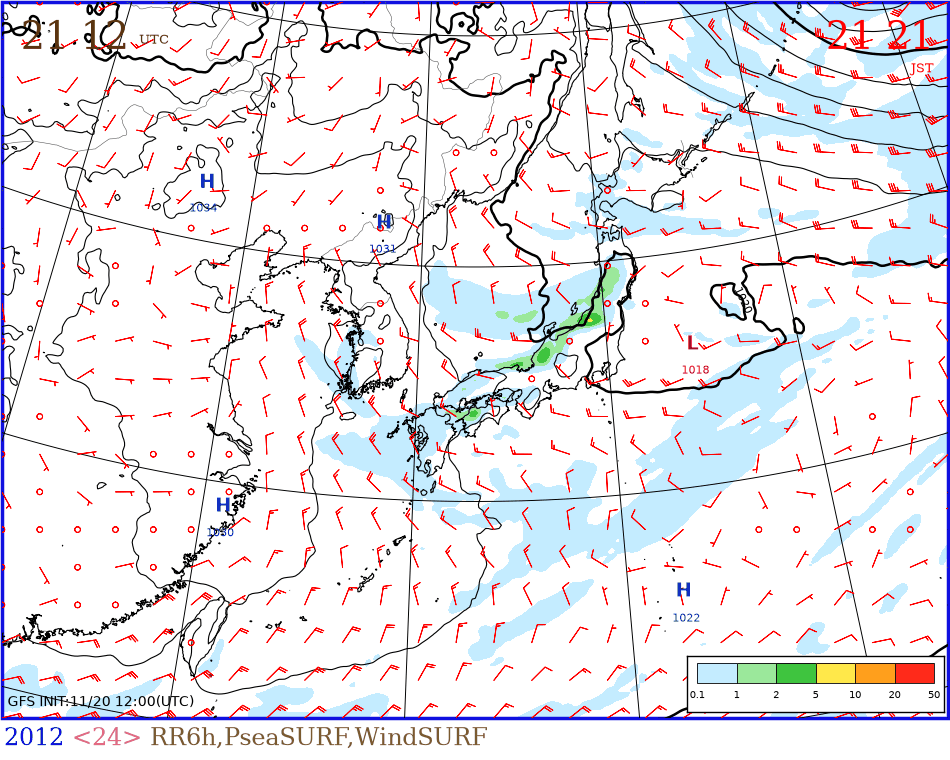 21 12 UTC 21 21
JST
H
1034
H
1031
L
1018
H
1030
H
1022
0.1 1 2 5 10 20 50
GFS INIT:11/20 12:00(UTC)
2012 <24> RR6h,PseaSURF,WindSURF